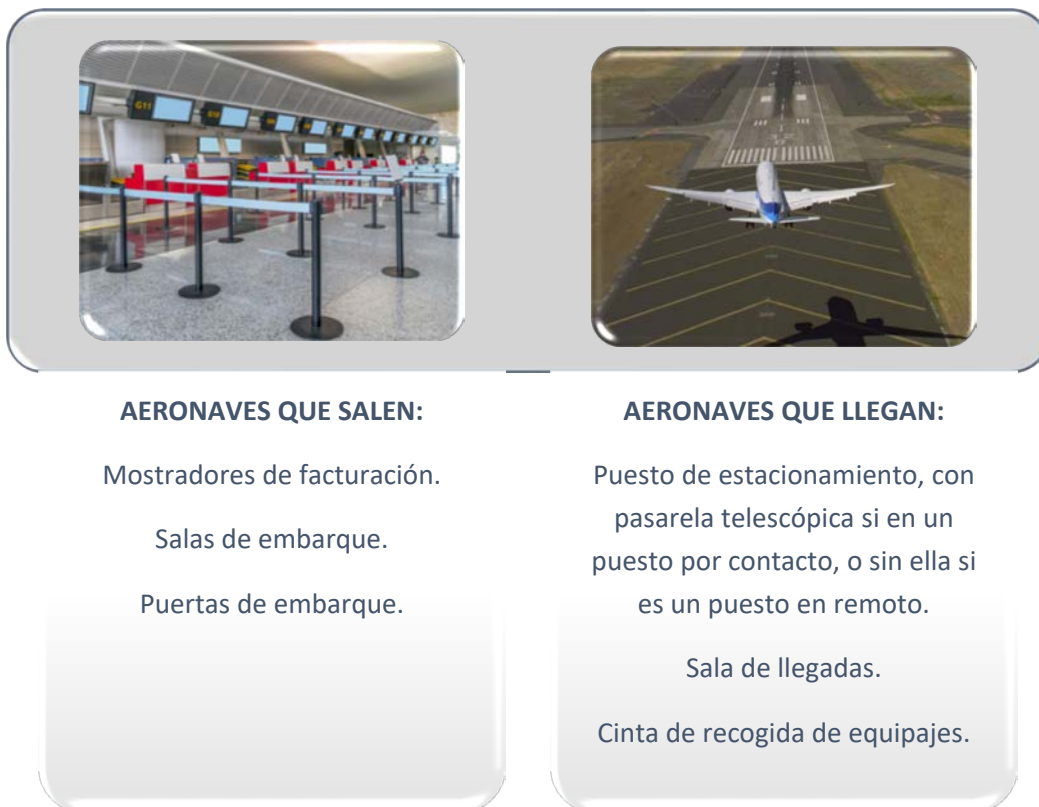 G11
AERONAVES QUE SALEN:
Mostradores de facturación.
Salas de embarque.
Puertas de embarque.
AERONAVES QUE LLEGAN:
Puesto de estacionamiento, con
pasarela telescópica si en un
puesto por contacto, o sin ella si
es un puesto en remoto.
Sala de llegadas.
Cinta de recogida de equipajes.